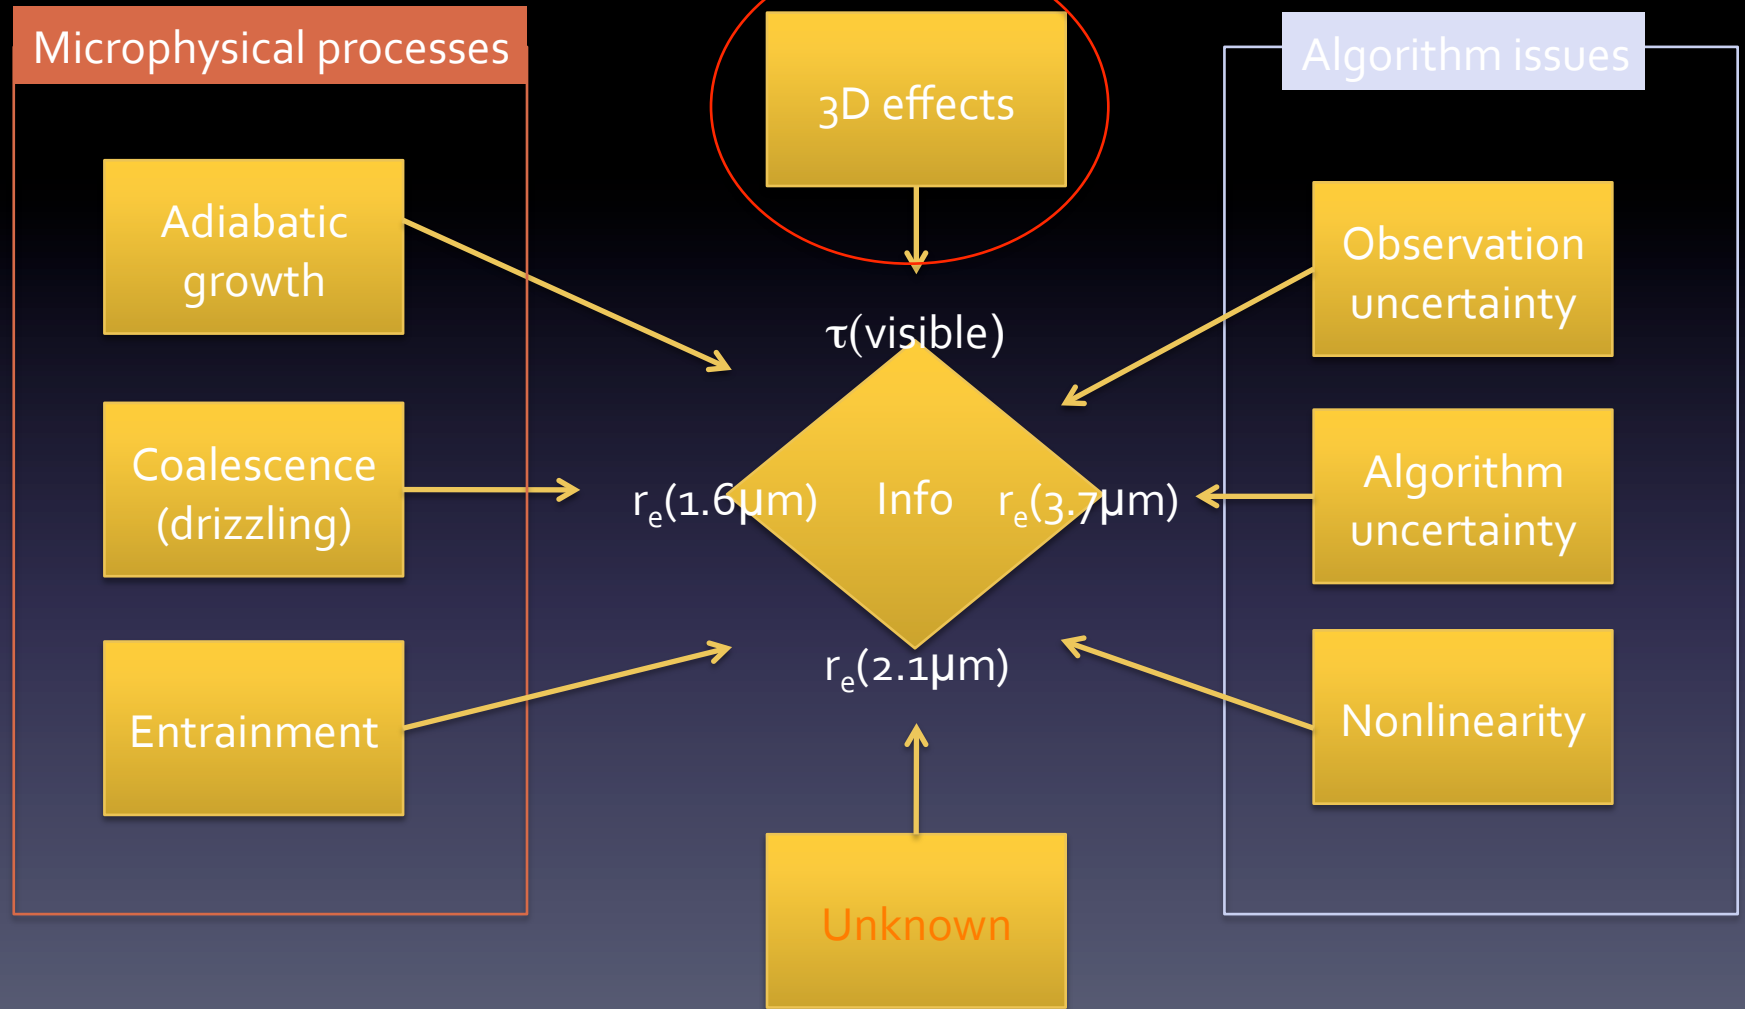 Microphysical processes
Adiabatic
growth
Coalescence
(drizzling)
Entrainment
3D effects
τ(visible)
rₑ(1.6μm)
Info
rₑ(3.7μm)
rₑ(2.1μm)
Unknown
Algorithm issues
Observation
uncertainty
Algorithm
uncertainty
Nonlinearity